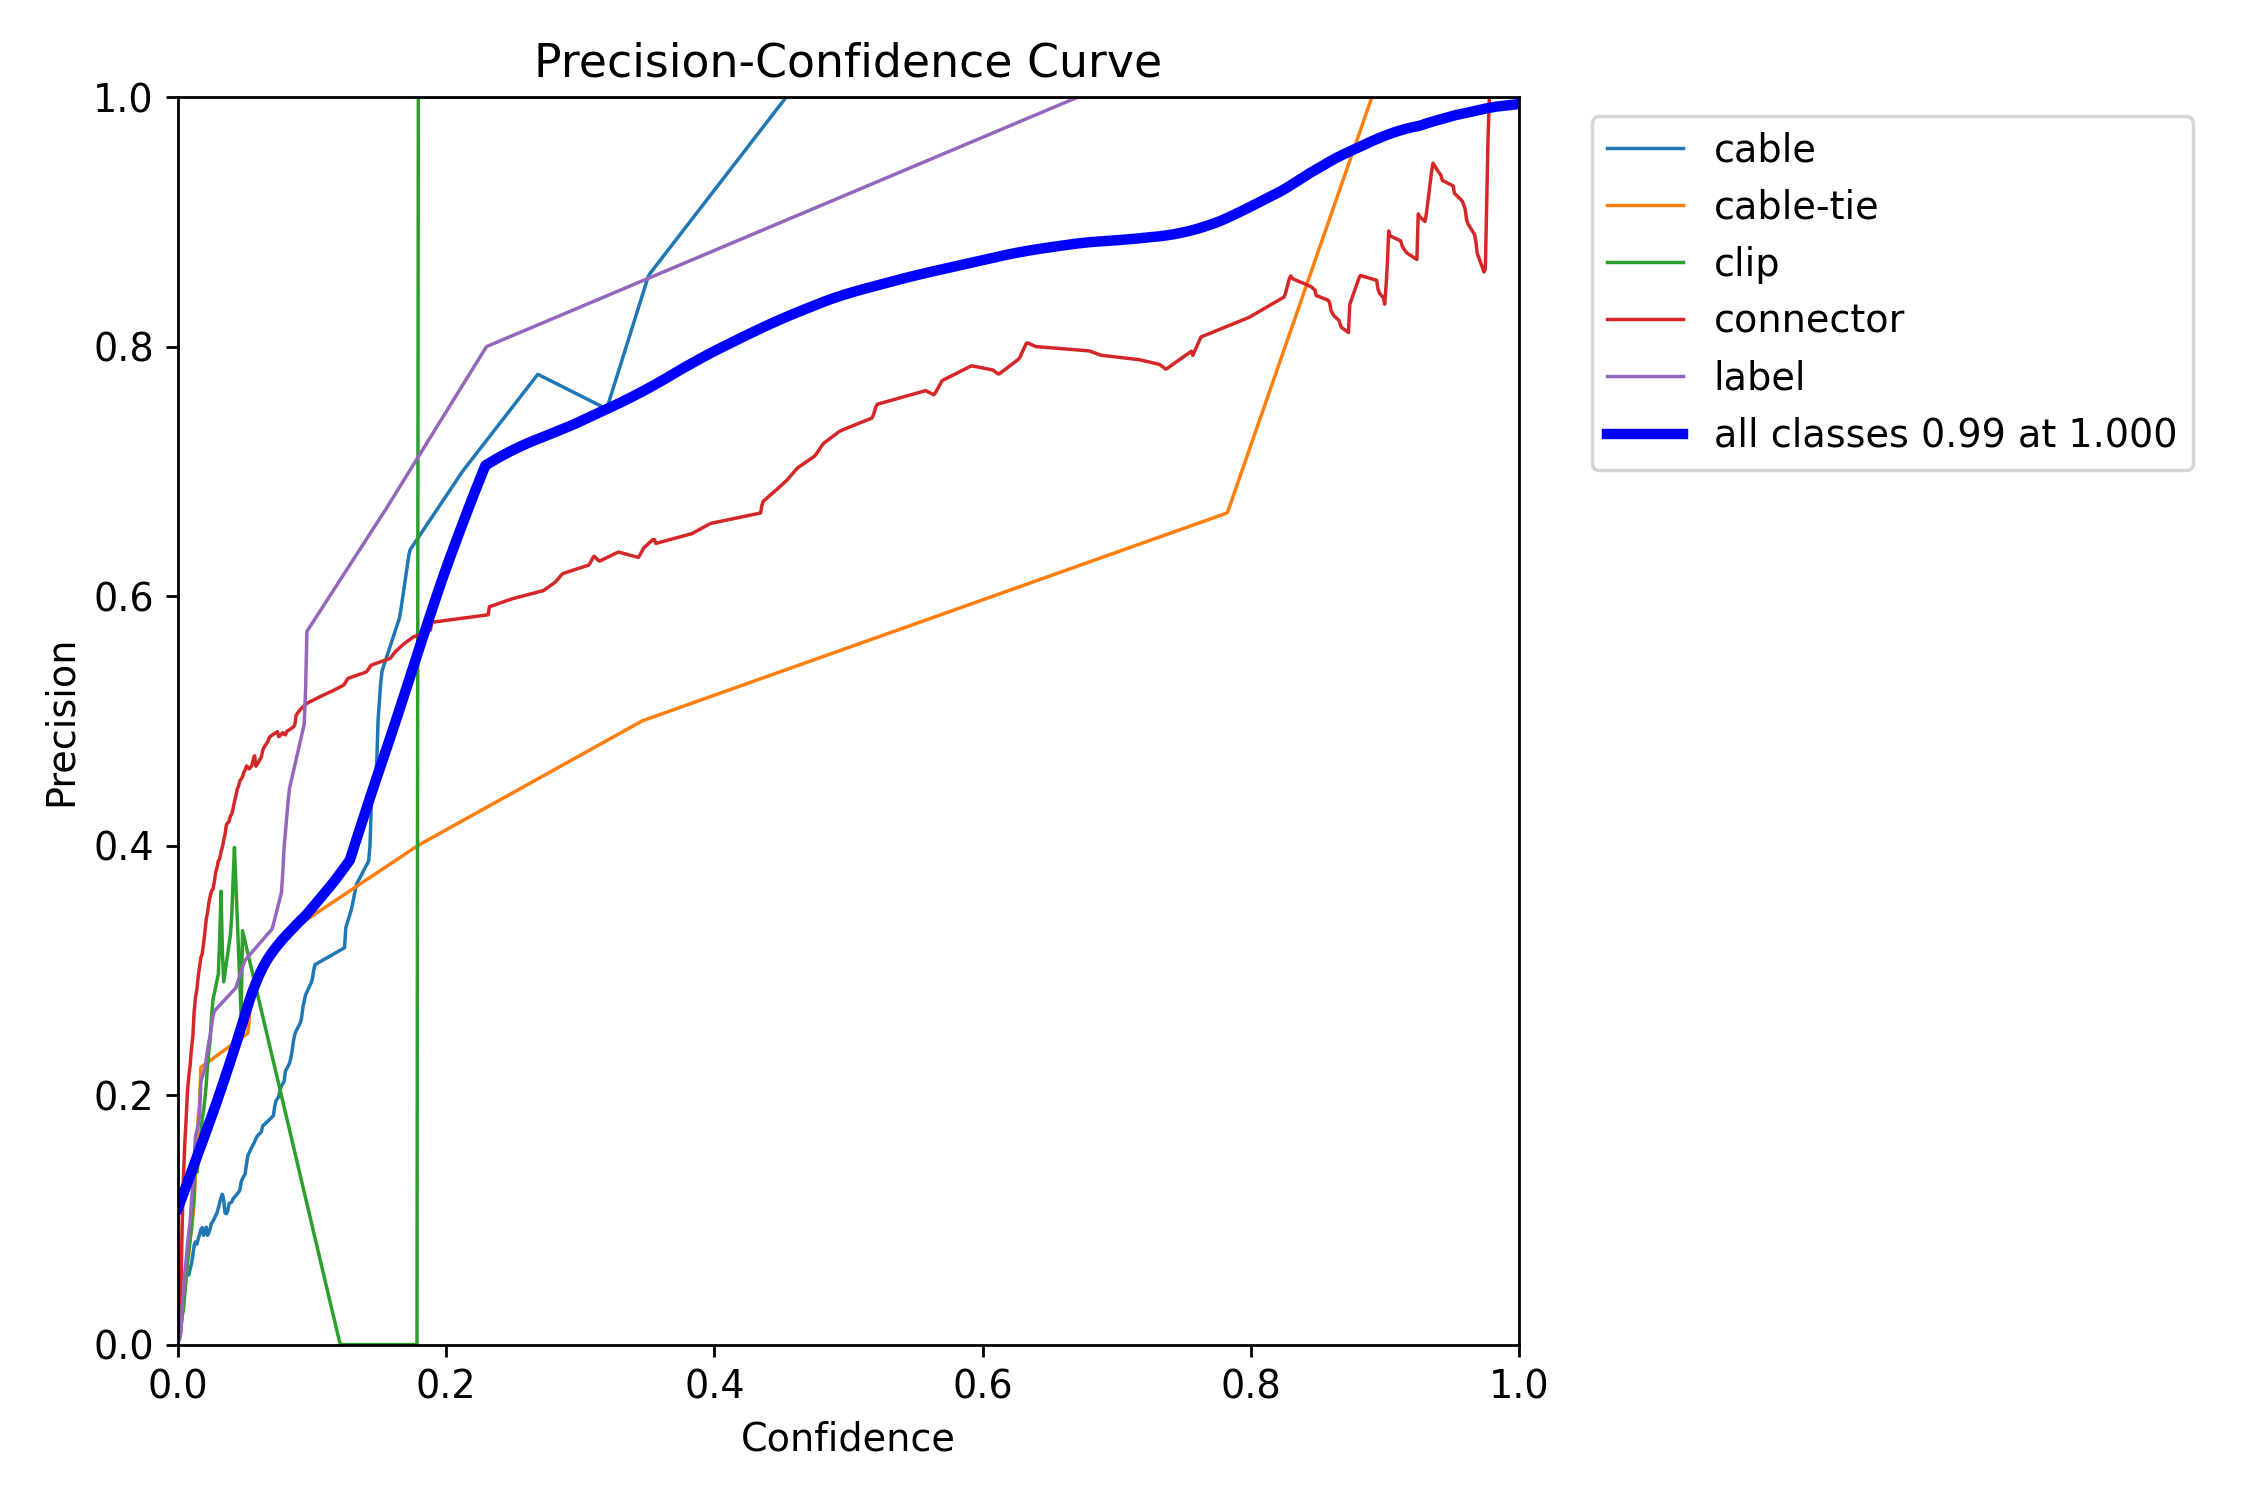 Precision-Confidence Curve
1.0
0.8
0.6
0.4
0.2
0.0
Precision
0.0 0.2 0.4 0.6 0.8 1.0
Confidence
cable
cable-tie
clip
connector
label
all classes 0.99 at 1.000